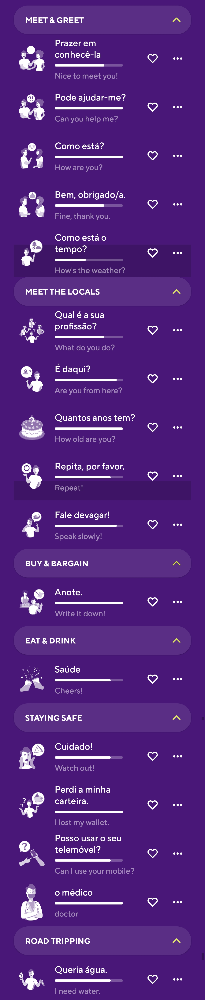 MEET & GREET
Prazer em
conhecê-la
Nice to meet you!
?!
Pode ajudar-me?
Can you help me?
?
Como está?
How are you?
Bem, obrigado/a.
Fine, thank you.
?
Como está o
tempo?
How's the weather?
MEET THE LOCALS
?
Qual é a sua
profissão?
What do you do?
?
É daqui?
Are you from here?
?
Quantos anos tem?
How old are you?
Repita, por favor.
Repeat!
Fale devagar!
Speak slowly!
BUY & BARGAIN
Anote.
Write it down!
EAT & DRINK
Saúde
Cheers!
STAYING SAFE
!
Cuidado!
Watch out!
?
?
Perdi a minha
carteira.
I lost my wallet.
?
Posso usar o seu
telemóvel?
Can I use your mobile?
o médico
doctor
ROAD TRIPPING
?
Queria água.
I need water.